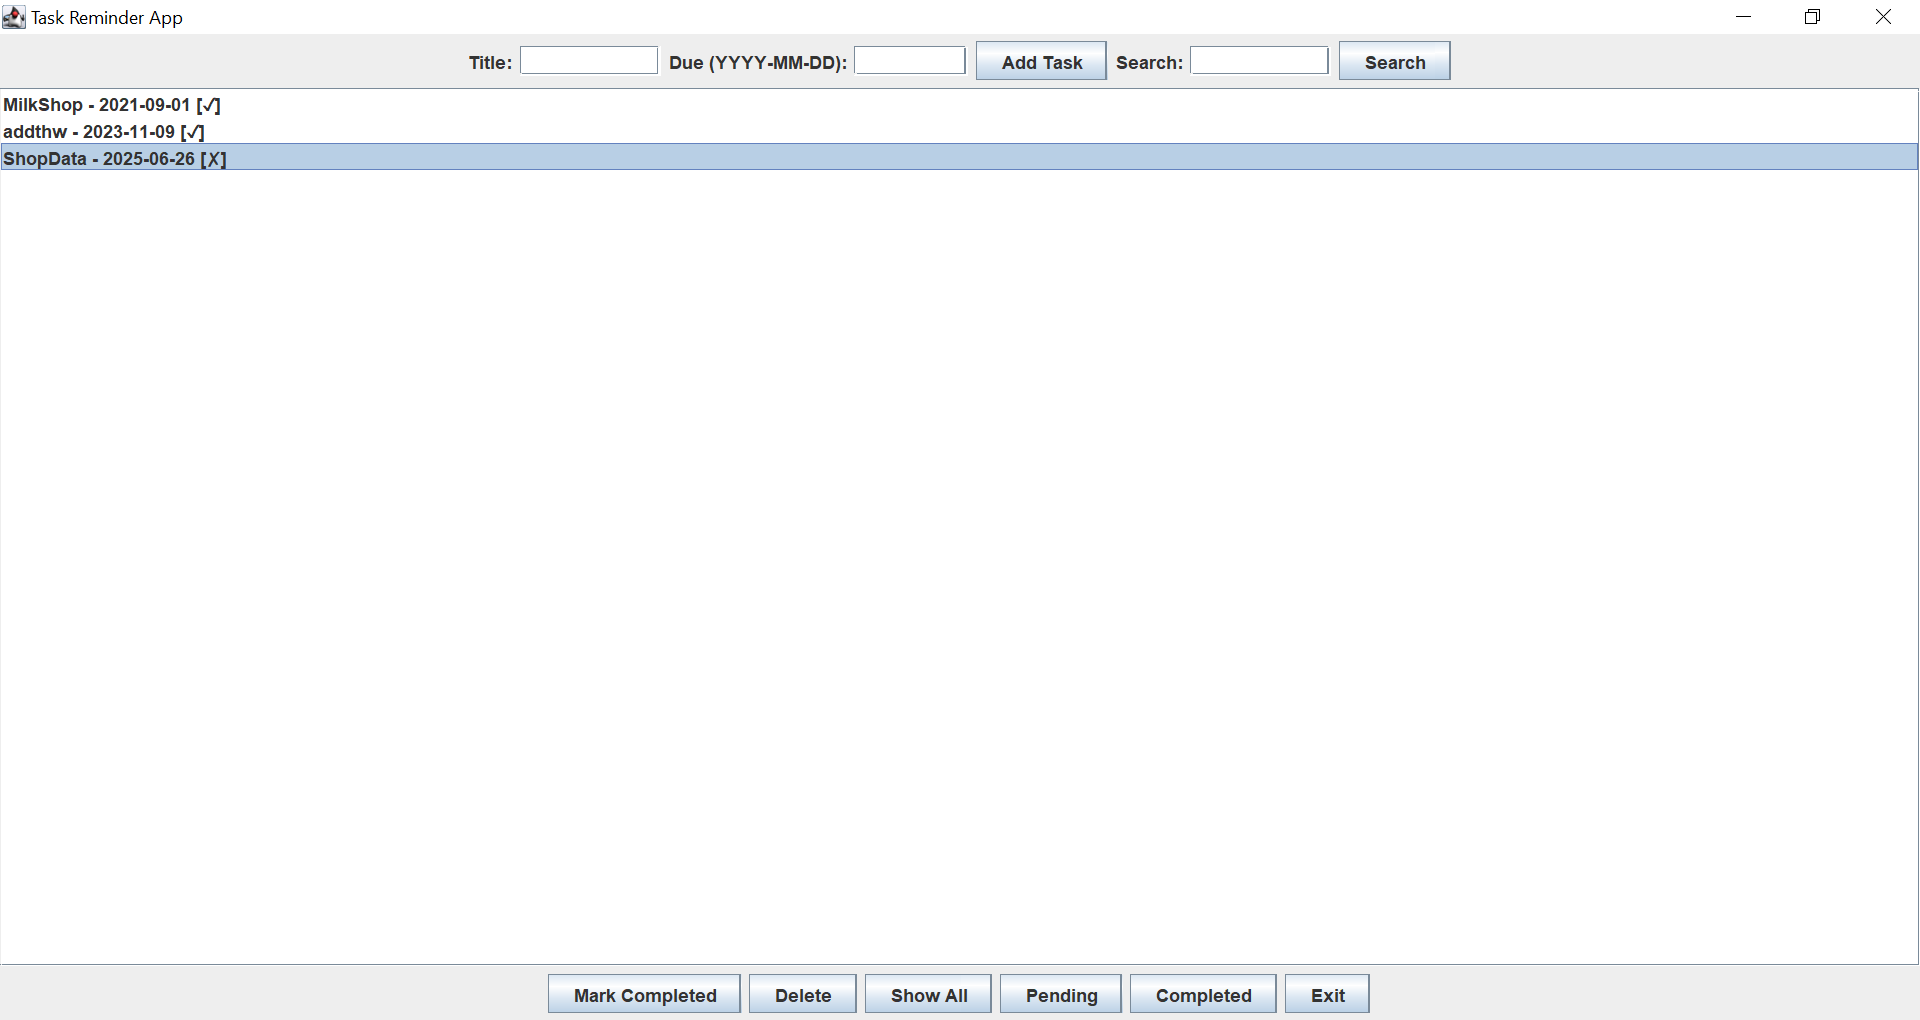 Task Reminder App
Title: Due (YYYY-MM-DD): Add Task Search: Search
MilkShop - 2021-09-01 [✓]
addthw - 2023-11-09 [✓]
ShopData - 2025-06-26 [✗]
Mark Completed Delete Show All Pending Completed Exit